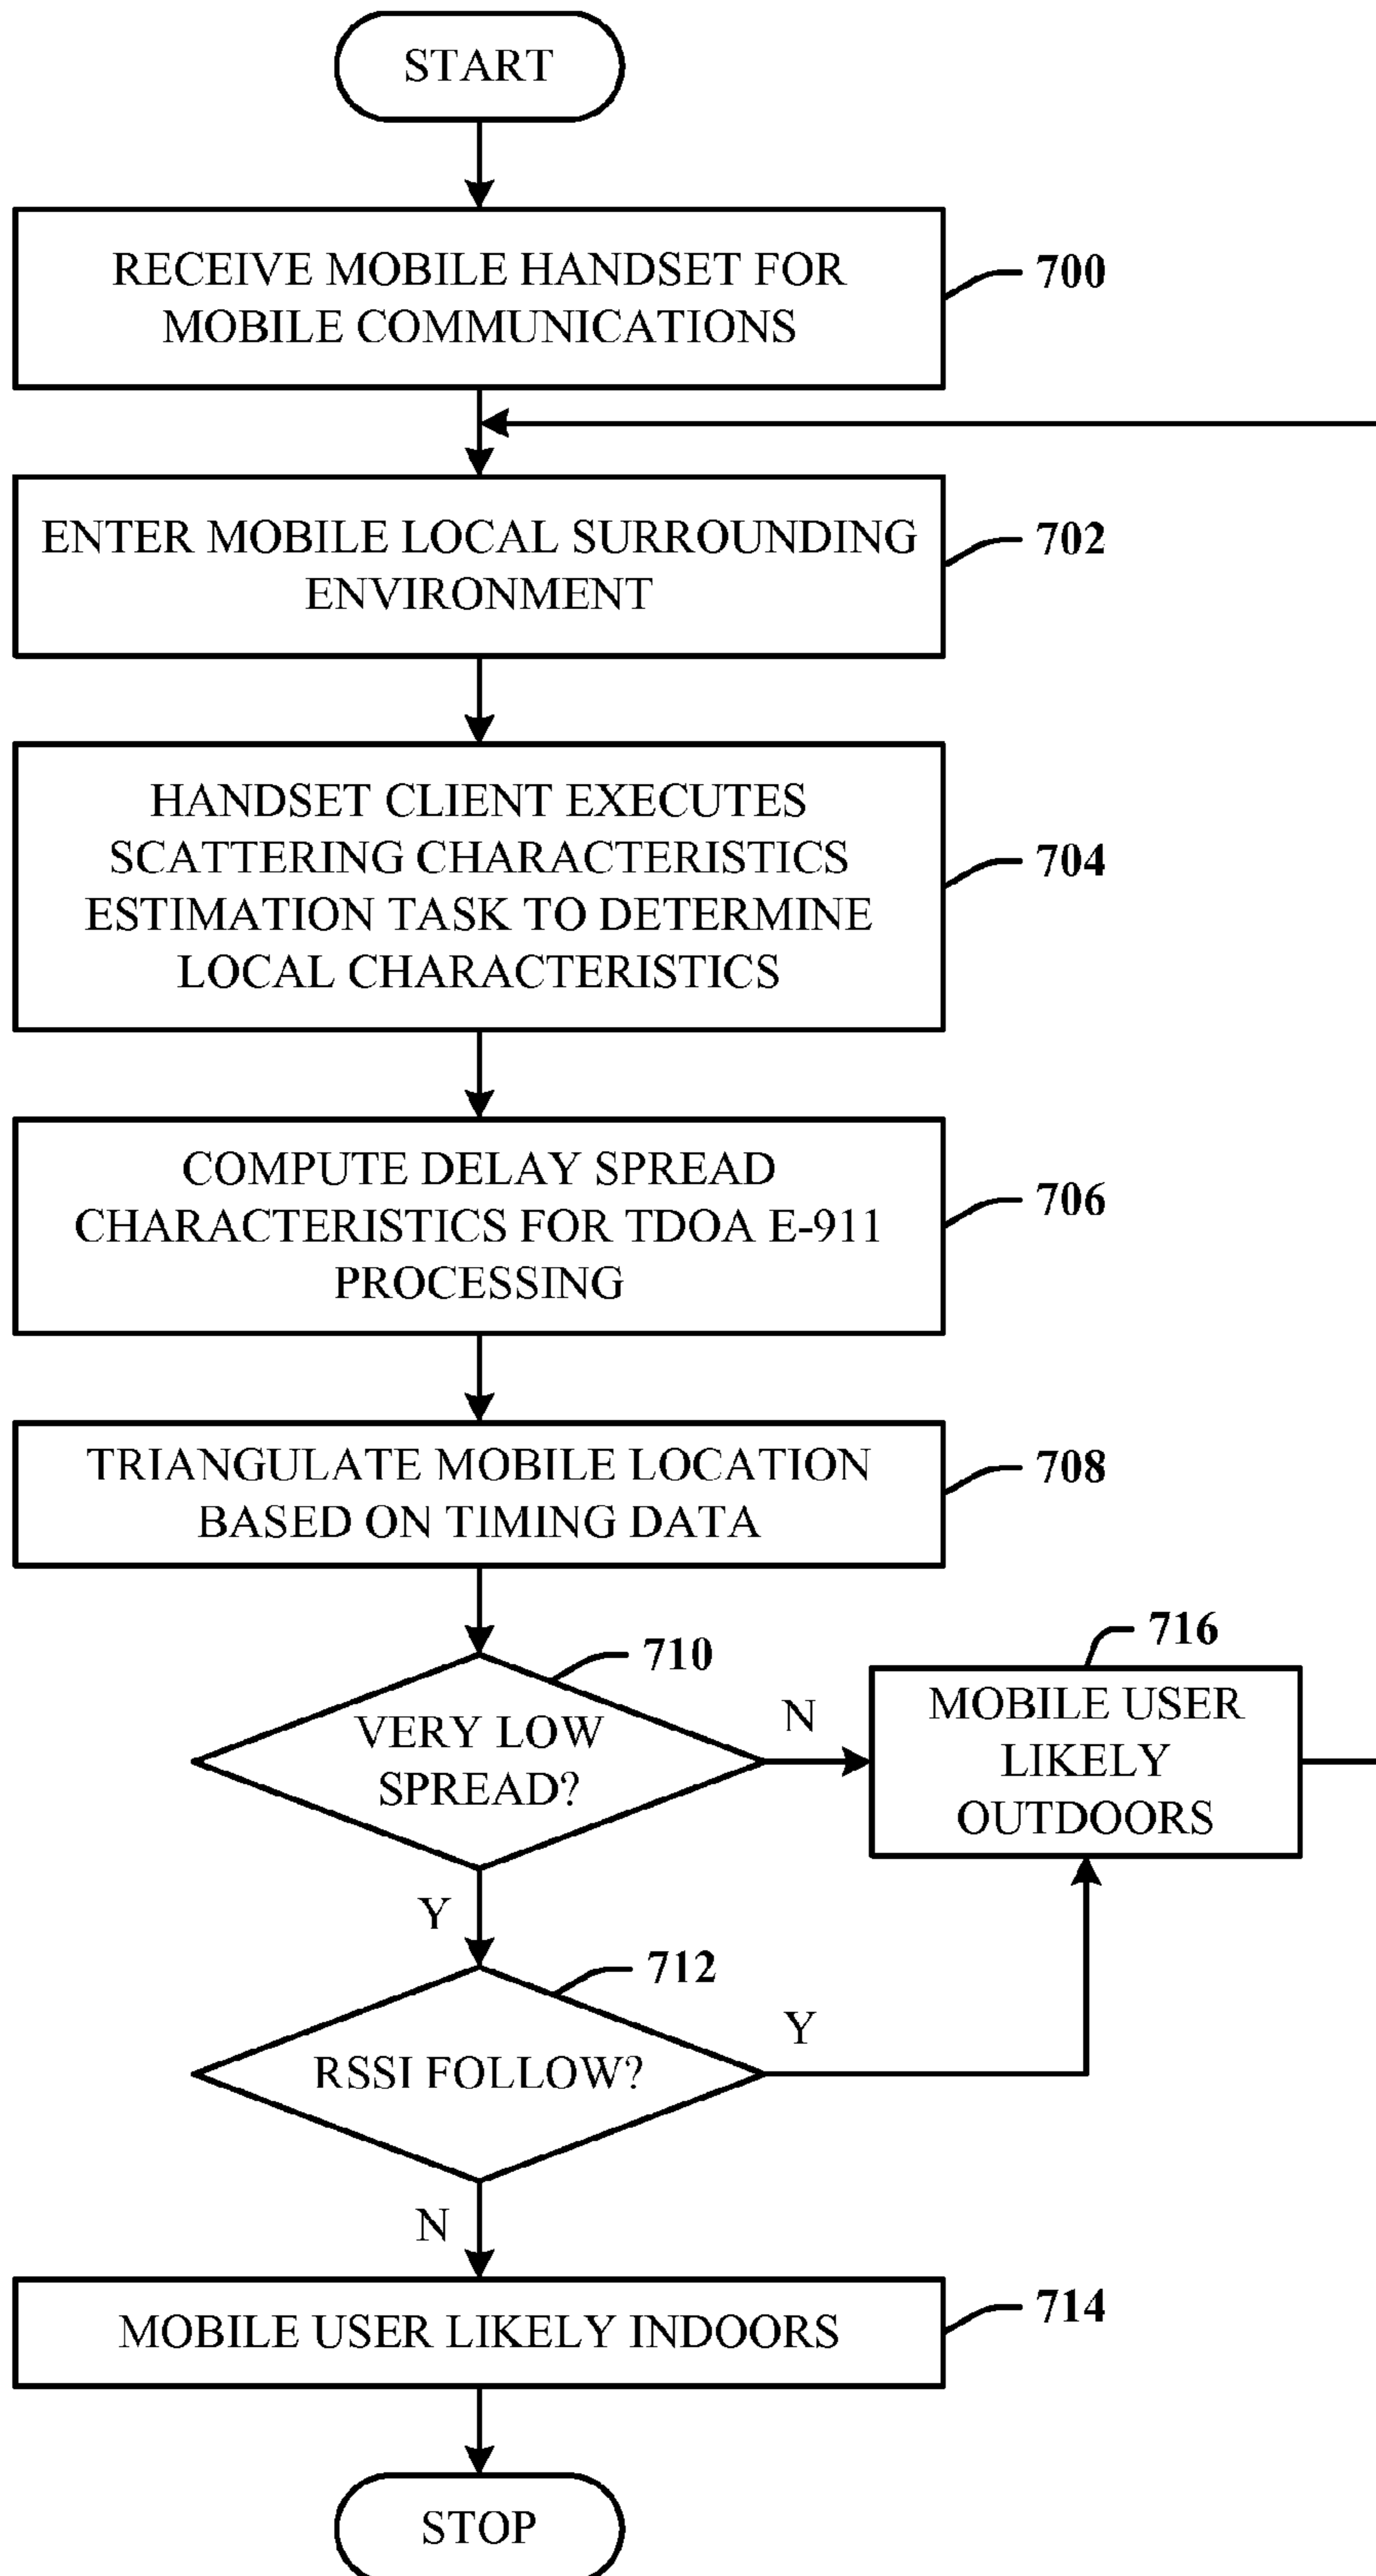 START
RECEIVE MOBILE HANDSET FOR
MOBILE COMMUNICATIONS
700
ENTER MOBILE LOCAL SURROUNDING
ENVIRONMENT
702
HANDSET CLIENT EXECUTES
SCATTERING CHARACTERISTICS
ESTIMATION TASK TO DETERMINE
LOCAL CHARACTERISTICS
704
COMPUTE DELAY SPREAD
CHARACTERISTICS FOR TDOA E-911
PROCESSING
706
TRIANGULATE MOBILE LOCATION
BASED ON TIMING DATA
708
710
VERY LOW
SPREAD?
N
716
MOBILE USER
LIKELY
OUTDOORS
Y
712
RSSI FOLLOW?
Y
N
MOBILE USER LIKELY INDOORS
714
STOP